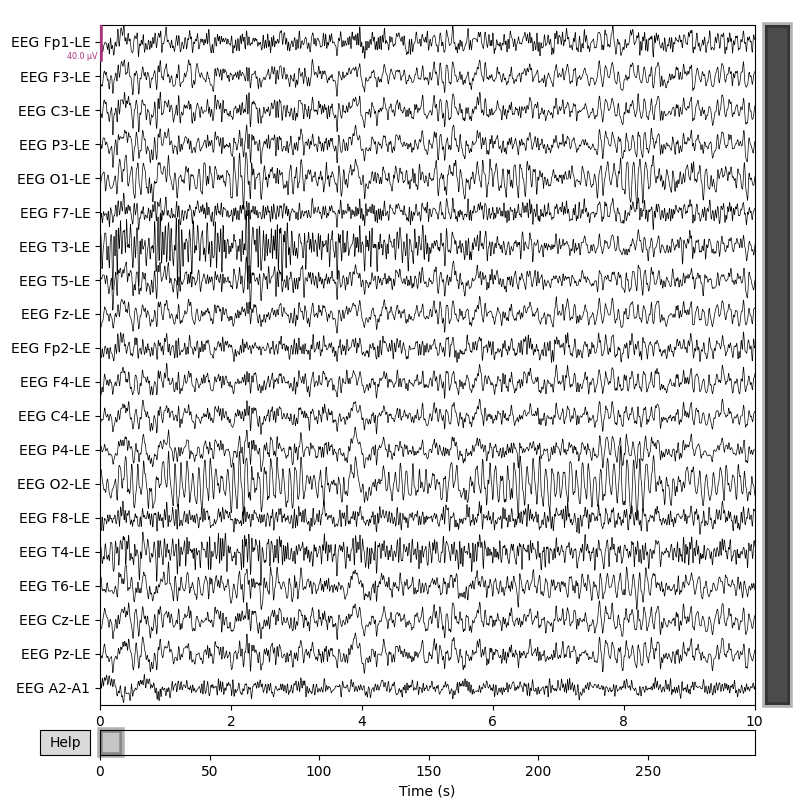 EEG Fp1-LE
40.0 µV
EEG F3-LE
EEG C3-LE
EEG P3-LE
EEG O1-LE
EEG F7-LE
EEG T3-LE
EEG T5-LE
EEG Fz-LE
EEG Fp2-LE
EEG F4-LE
EEG C4-LE
EEG P4-LE
EEG O2-LE
EEG F8-LE
EEG T4-LE
EEG T6-LE
EEG Cz-LE
EEG Pz-LE
EEG A2-A1
0 2 4 6 8 10
Help
0 50 100 150 200 250
Time (s)